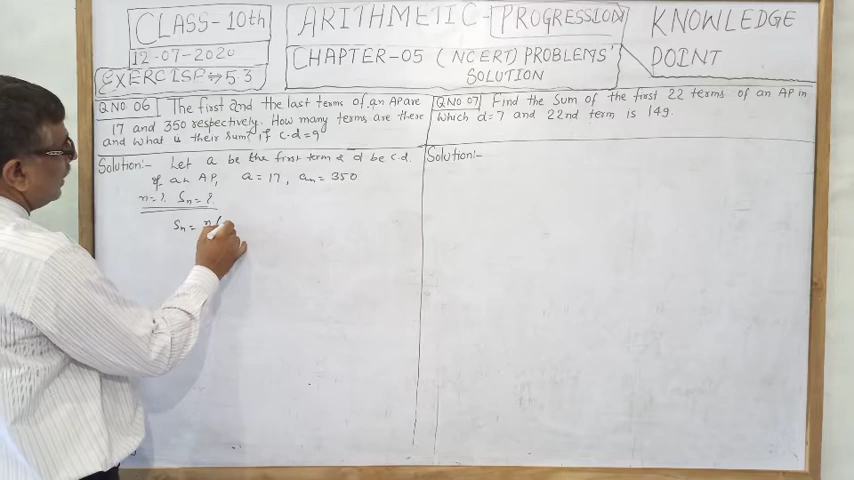 CLASS-10th
12-07-2020
EXERCISE⇒5.3
ARITHMETIC-PROGRESSION
CHAPTER-05 (NCERT) PROBLEMS'
SOLUTION
KNOWLEDGE
POINT
Q NO 06 The first and the last terms of an AP are
17 and 350 respectively. How many terms are there
and what is their sum, if c.d=9
Solution:- Let a be the first term & d be c.d.
of an AP, a = 17, aₙ = 350
n=?. Sₙ = ?.
Sₙ = n/
Q NO 07 Find the sum of the first 22 terms of an AP in
which d=7 and 22nd term is 149.
Solution:-